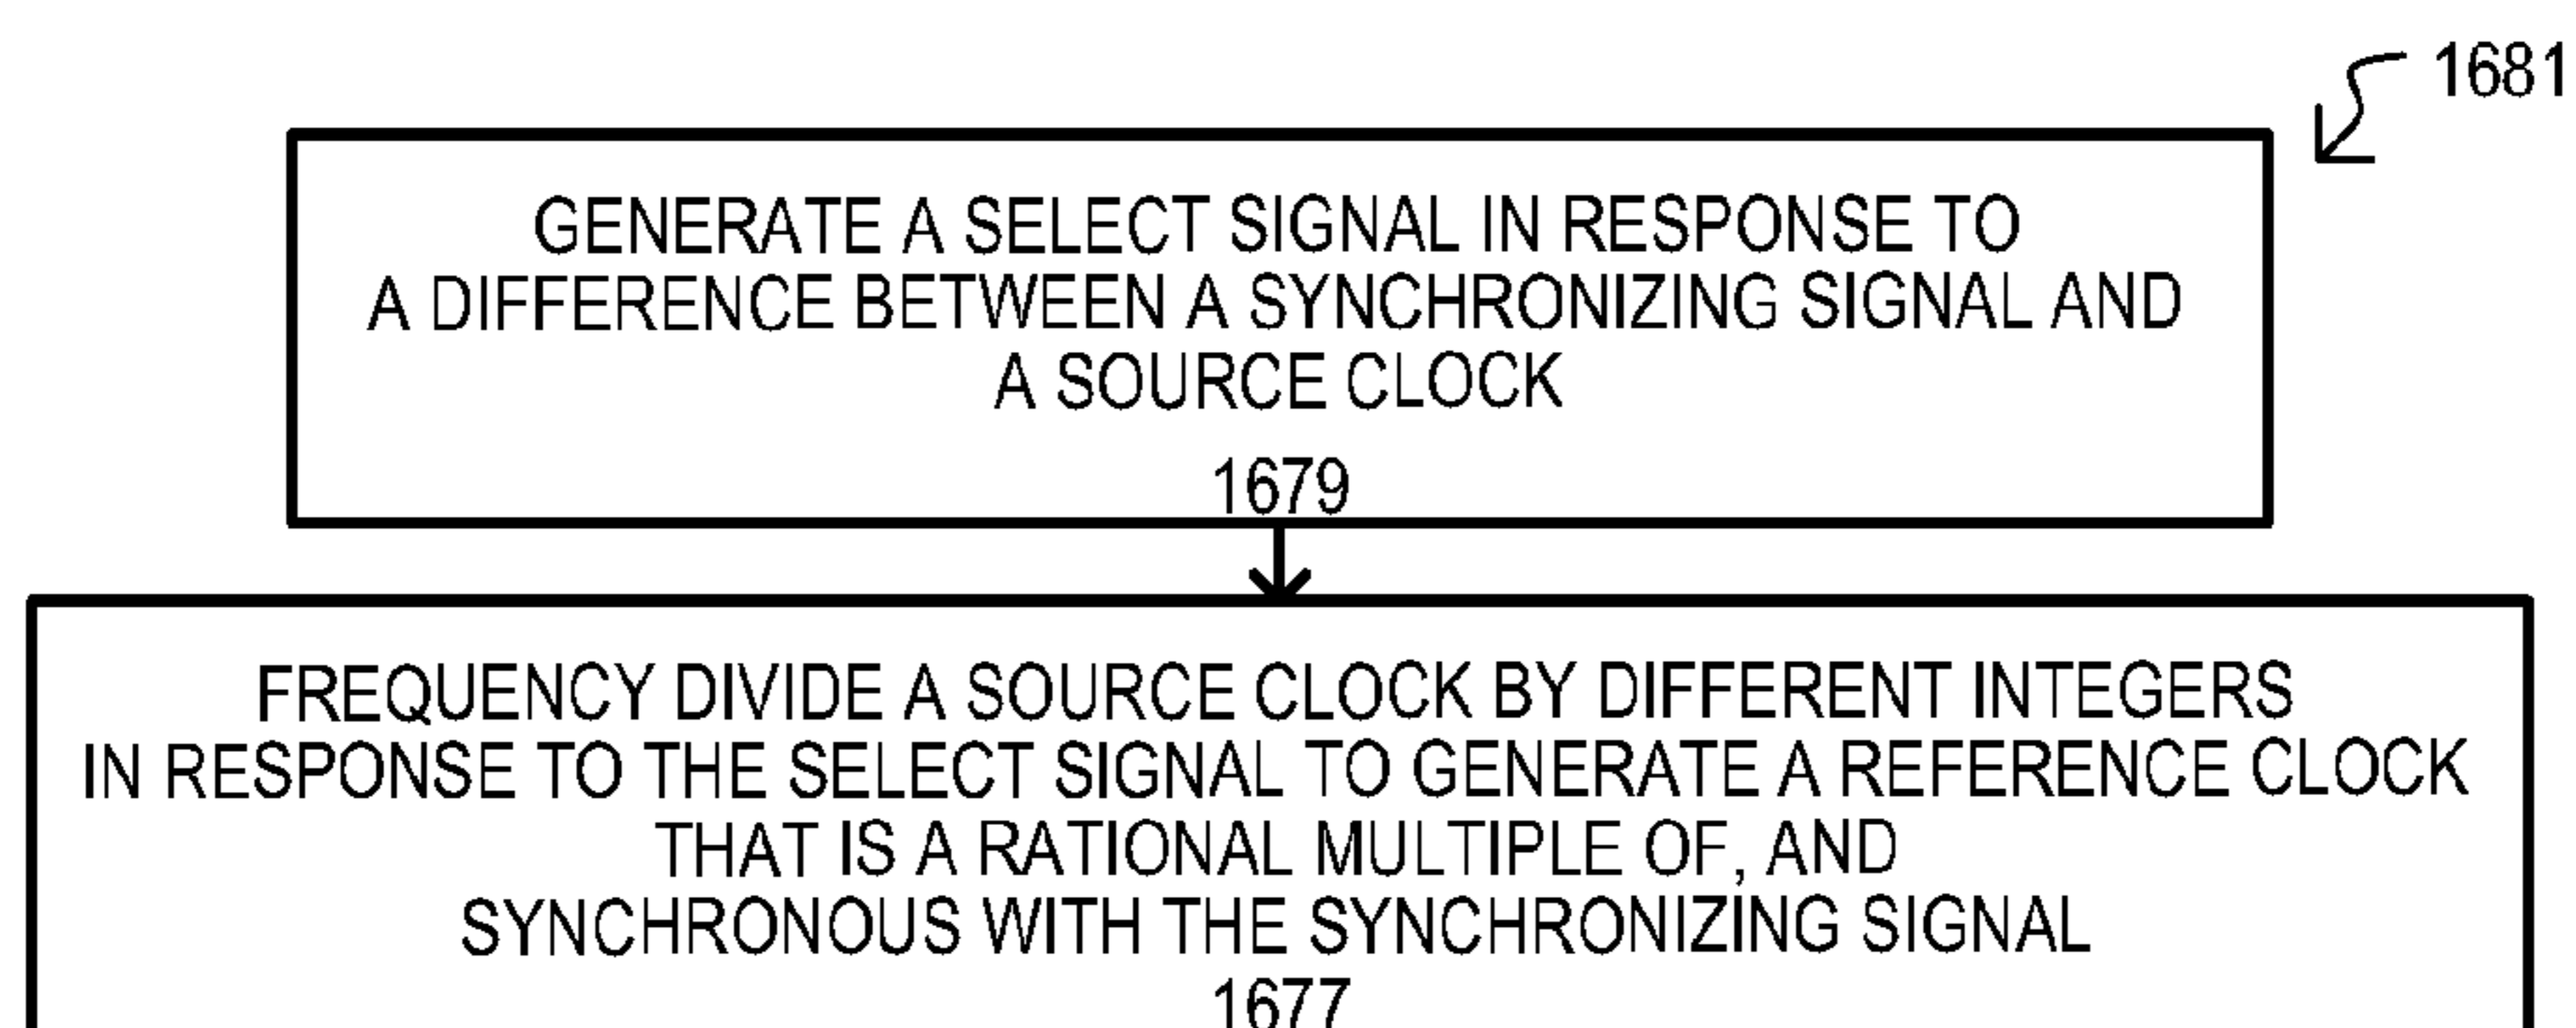 1681
GENERATE A SELECT SIGNAL IN RESPONSE TO
A DIFFERENCE BETWEEN A SYNCHRONIZING SIGNAL AND
A SOURCE CLOCK
1679
FREQUENCY DIVIDE A SOURCE CLOCK BY DIFFERENT INTEGERS
IN RESPONSE TO THE SELECT SIGNAL TO GENERATE A REFERENCE CLOCK
THAT IS A RATIONAL MULTIPLE OF, AND
SYNCHRONOUS WITH THE SYNCHRONIZING SIGNAL
1677